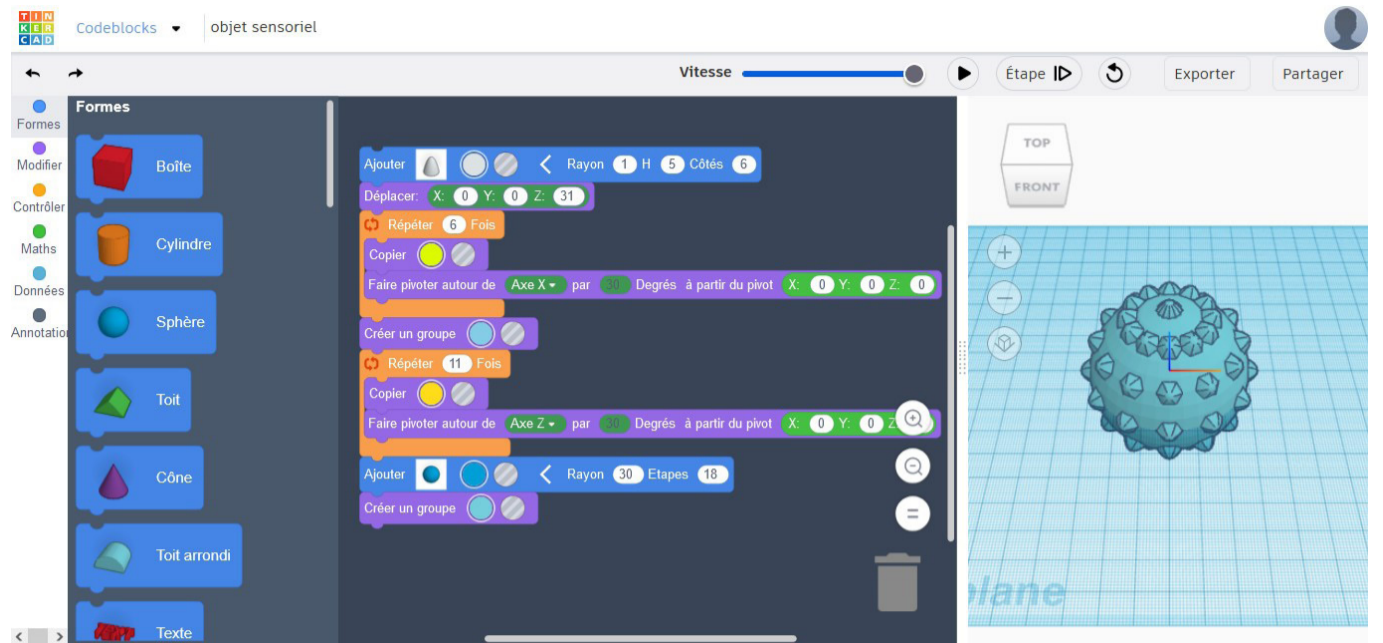 TIN
KER
CAD
Codeblocks
objet sensoriel
Vitesse
Étape
Exporter
Partager
Formes
Modifier
Contrôler
Maths
Données
Annotation
Formes
Boîte
Cylindre
Sphère
Toit
Cône
Toit arrondi
Texte
Ajouter Rayon 1 H 5 Côtés 6
Déplacer: X: 0 Y: 0 Z: 31
Répéter 6 Fois
Copier
Faire pivoter autour de Axe X par 30 Degrés à partir du pivot X: 0 Y: 0 Z: 0
Créer un groupe
Répéter 11 Fois
Copier
Faire pivoter autour de Axe Z par 30 Degrés à partir du pivot X: 0 Y: 0 Z
Ajouter Rayon 30 Etapes 18
Créer un groupe
TOP
FRONT
plane